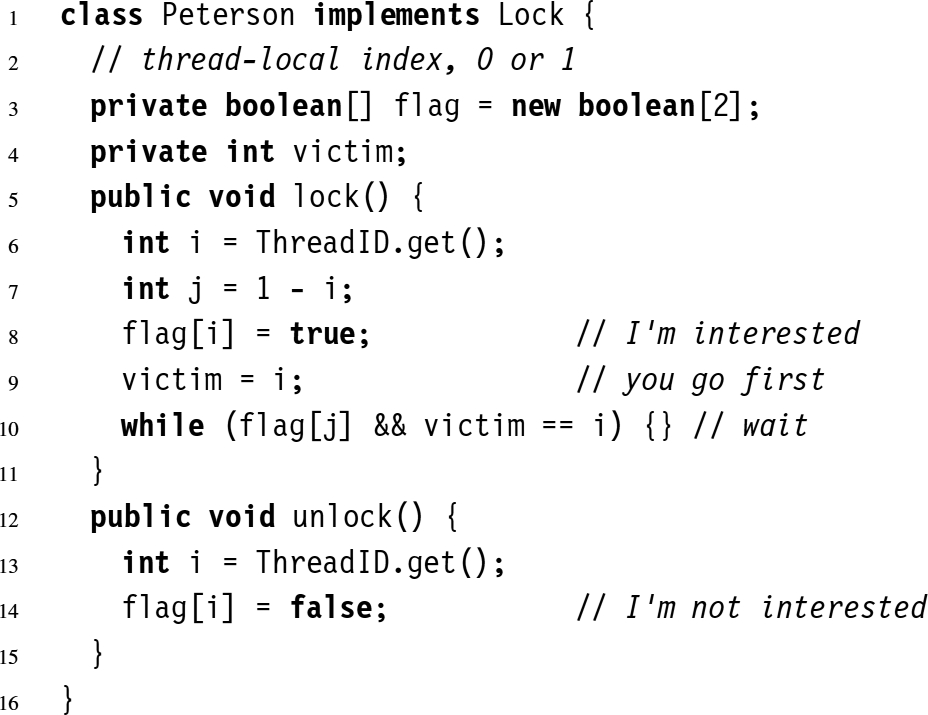 1 class Peterson implements Lock {
2 // thread-local index, 0 or 1
3 private boolean[] flag = new boolean[2];
4 private int victim;
5 public void lock() {
6 int i = ThreadID.get();
7 int j = 1 - i;
8 flag[i] = true; // I'm interested
9 victim = i; // you go first
10 while (flag[j] && victim == i) {} // wait
11 }
12 public void unlock() {
13 int i = ThreadID.get();
14 flag[i] = false; // I'm not interested
15 }
16 }